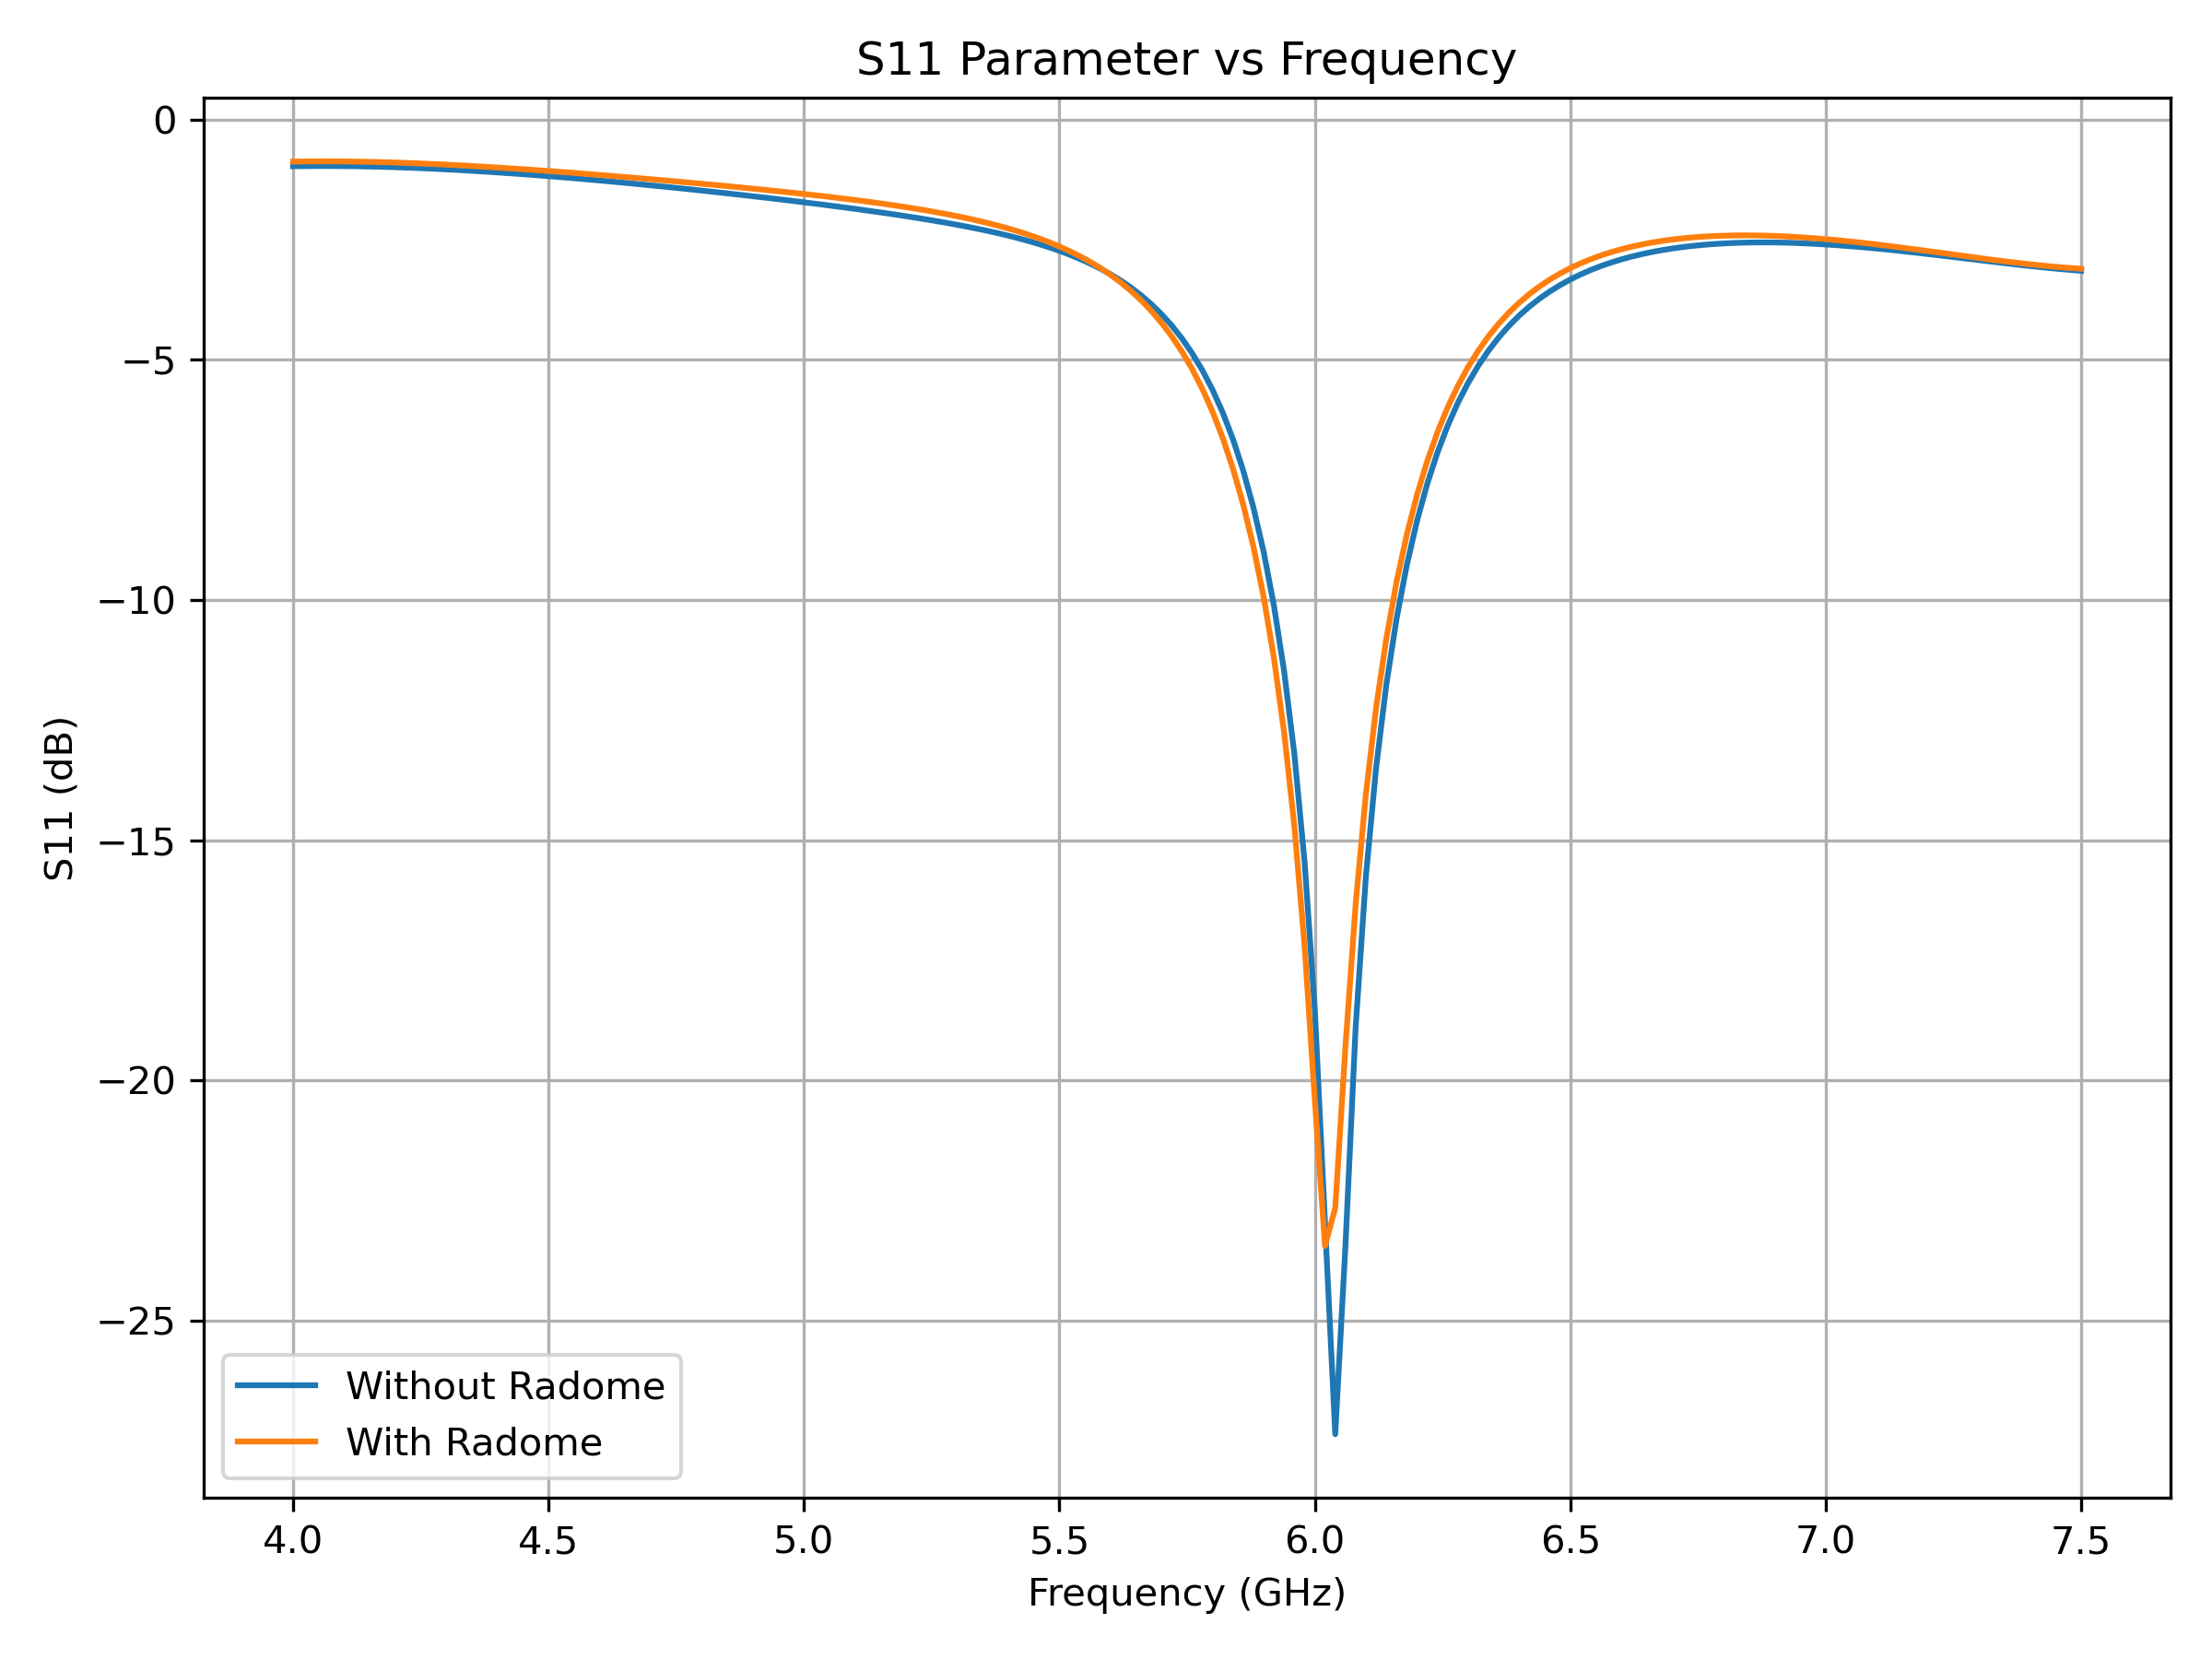 S11 Parameter vs Frequency
0
−5
−10
−15
−20
−25
S11 (dB)
Without Radome
With Radome
4.0 4.5 5.0 5.5 6.0 6.5 7.0 7.5
Frequency (GHz)